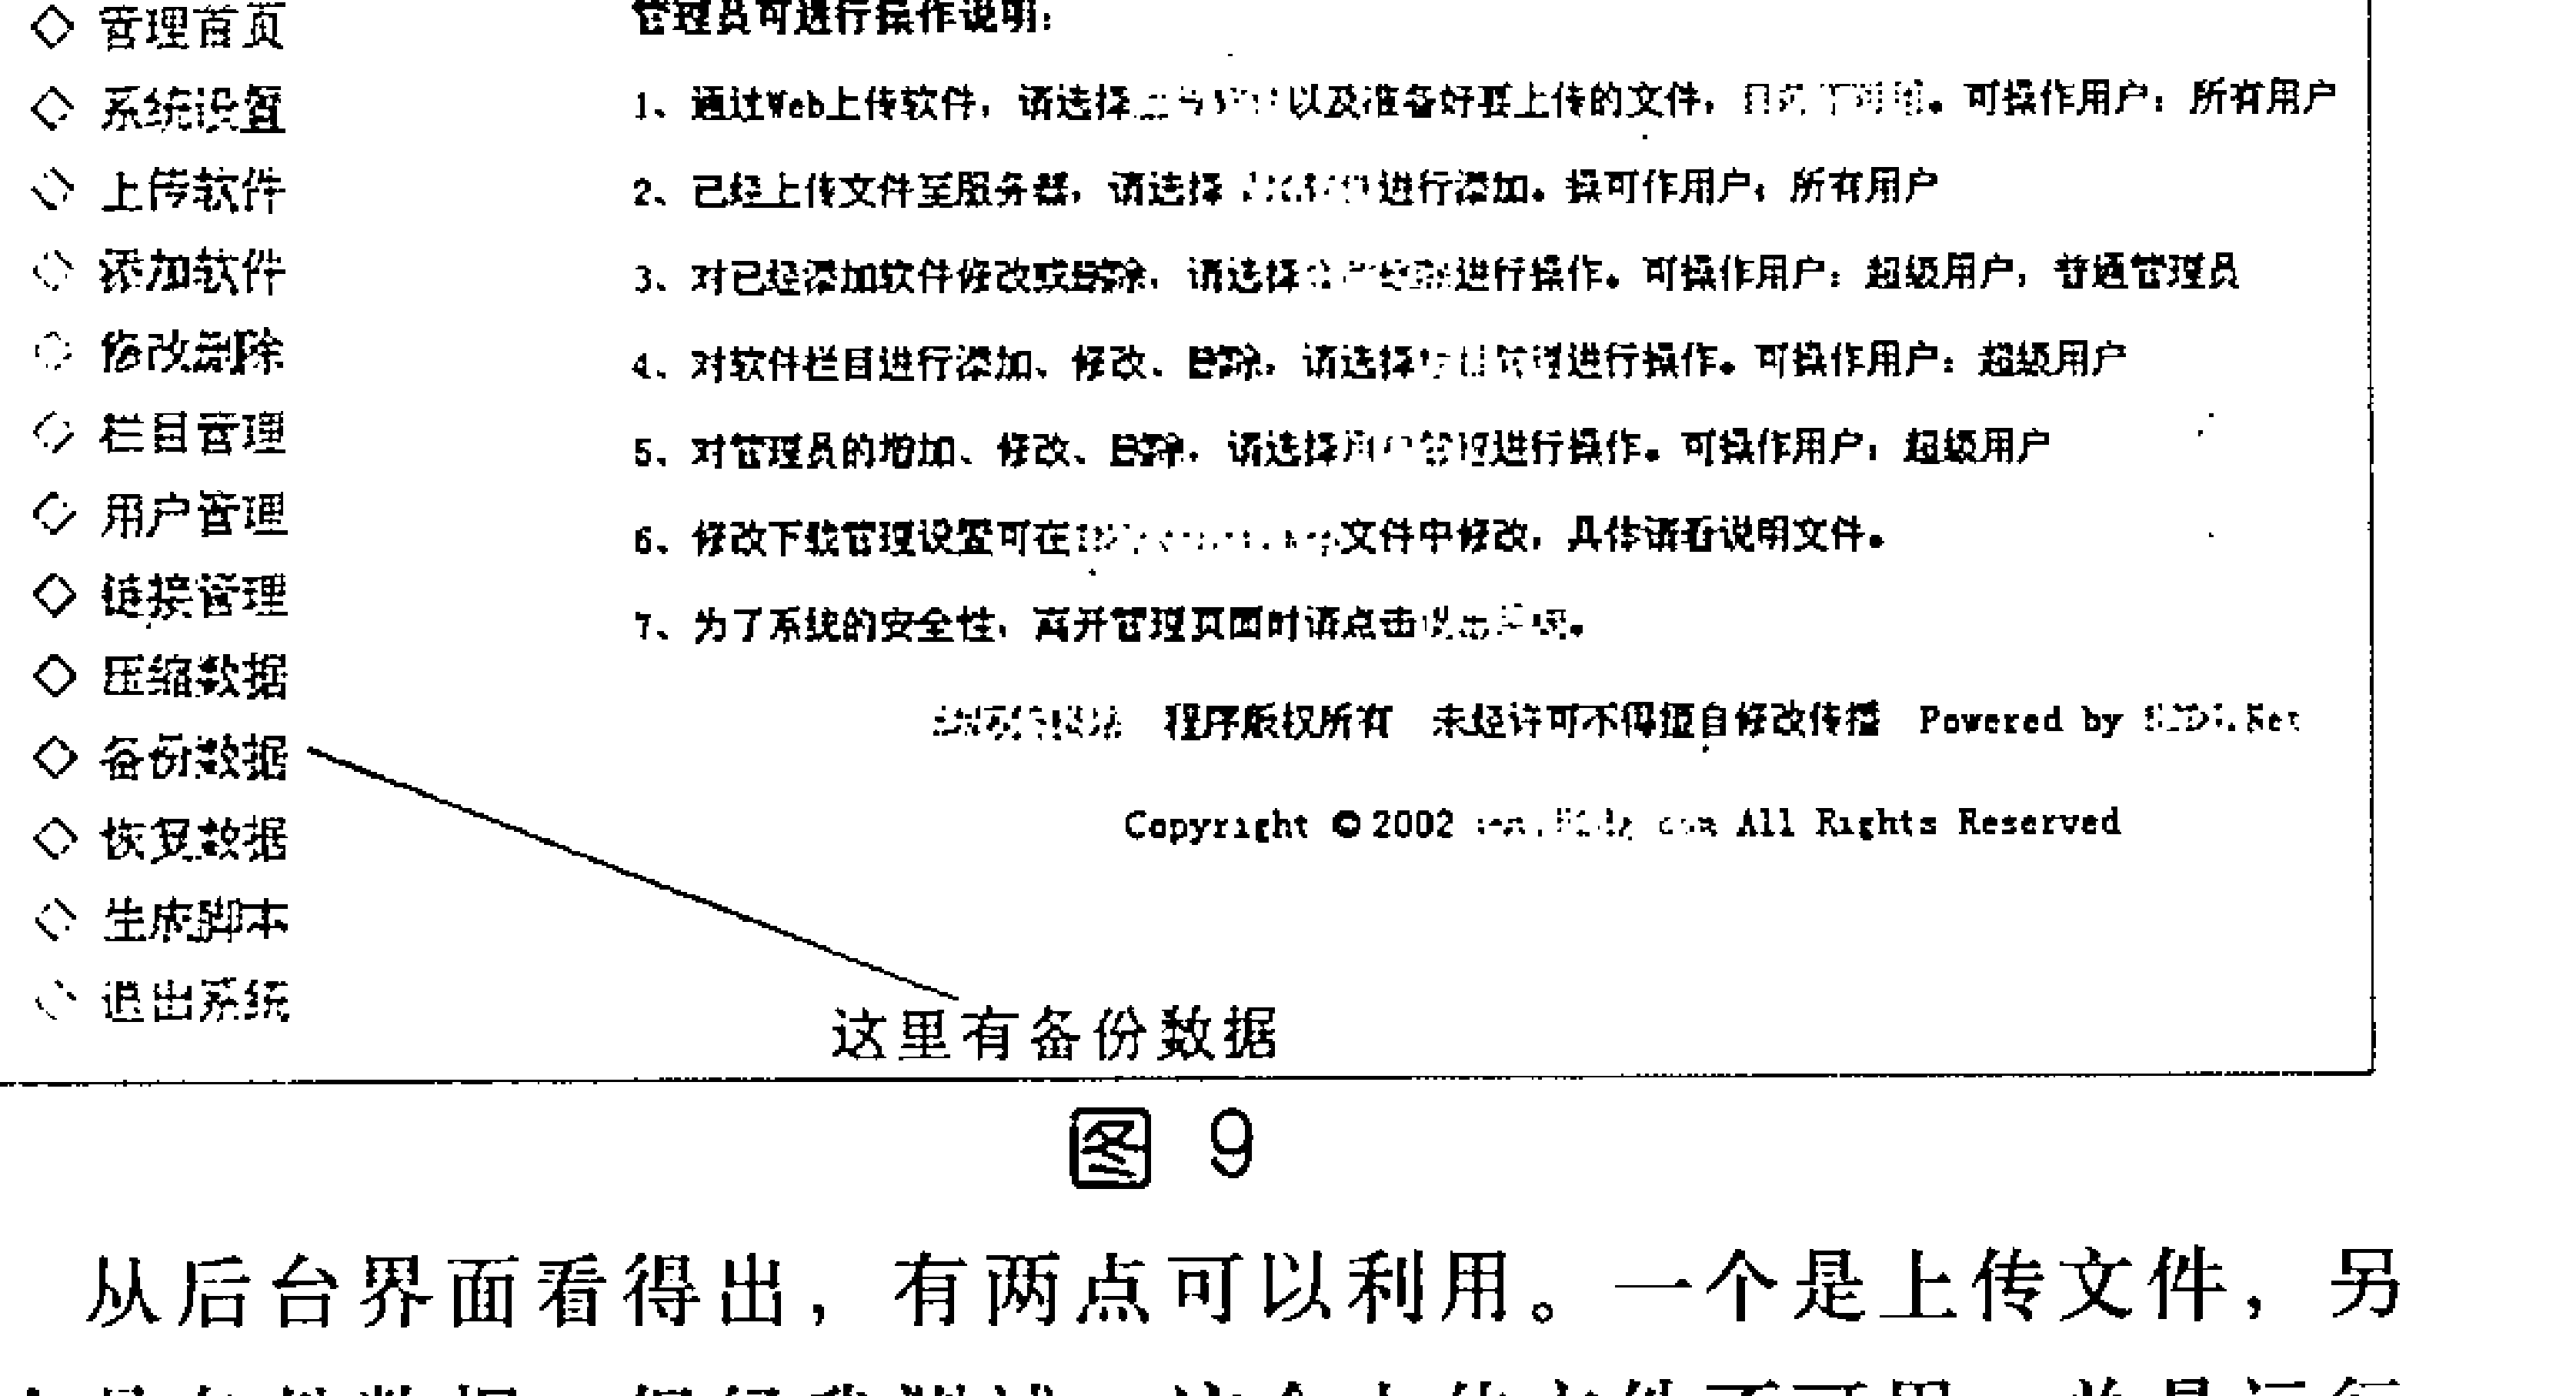 管理首页
系统设置
上传软件
添加软件
修改删除
栏目管理
用户管理
链接管理
压缩数据
备份数据
恢复数据
生成脚本
退出系统
管理员可进行操作说明：
1、通过Web上传软件，请选择以及准备好要上传的文件，。可操作用户：所有用户
2、已经上传文件至服务器，请选择进行添加。操可作用户：所有用户
3、对已经添加软件修改或删除，请选择进行操作。可操作用户：超级用户，普通管理员
4、对软件栏目进行添加、修改、删除，请选择栏目管理进行操作。可操作用户：超级用户
5、对管理员的增加、修改、删除，请选择用户管理进行操作。可操作用户：超级用户
6、修改下载管理设置可在文件中修改，具体请看说明文件。
7、为了系统的安全性，离开管理页面时请点击。
程序版权所有 未经许可不得擅自修改传播 Powered by
Copyright © 2002 All Rights Reserved
这里有备份数据
图 9
从后台界面看得出，有两点可以利用。一个是上传文件，另